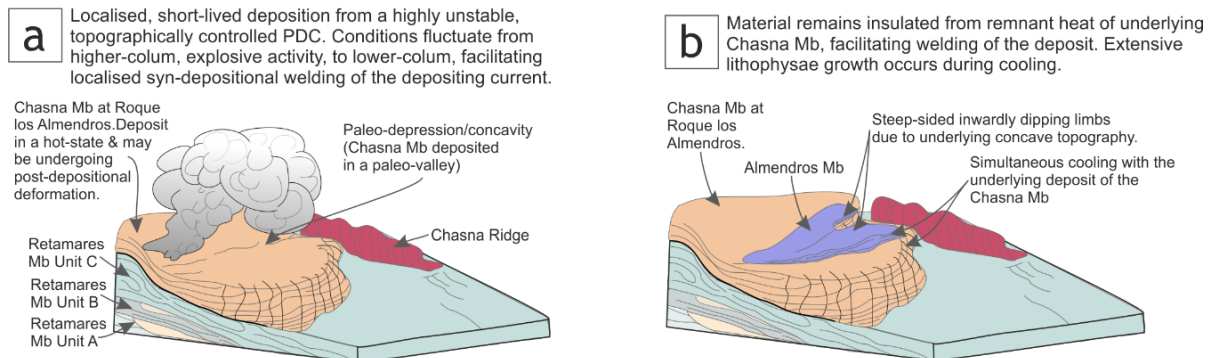 a
Localised, short-lived deposition from a highly unstable,
topographically controlled PDC. Conditions fluctuate from
higher-colum, explosive activity, to lower-colum, facilitating
localised syn-depositional welding of the depositing current.
Chasna Mb at Roque
los Almendros.Deposit
in a hot-state & may
be undergoing
post-depositional
deformation.
Paleo-depression/concavity
(Chasna Mb deposited
in a paleo-valley)
Chasna Ridge
Retamares
Mb Unit C
Retamares
Mb Unit B
Retamares
Mb Unit A
b
Material remains insulated from remnant heat of underlying
Chasna Mb, facilitating welding of the deposit. Extensive
lithophysae growth occurs during cooling.
Chasna Mb at
Roque los
Almendros.
Almendros Mb
Steep-sided inwardly dipping limbs
due to underlying concave topography.
Simultaneous cooling with the
underlying deposit of the
Chasna Mb